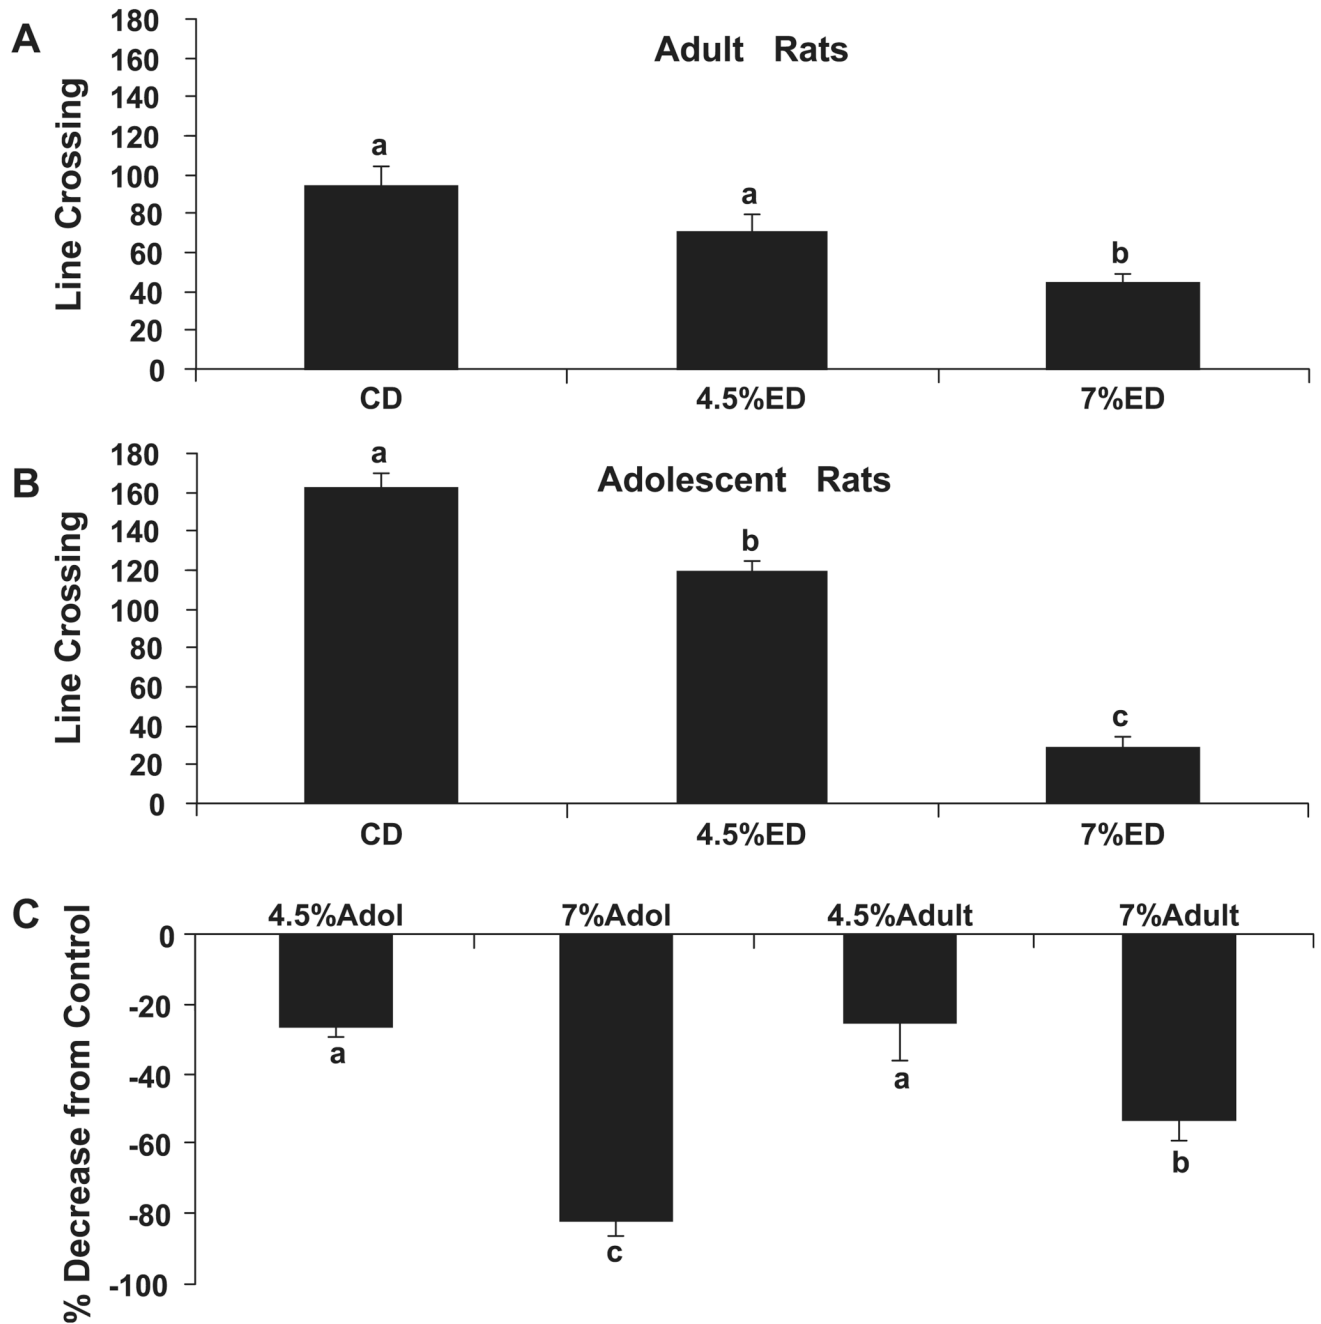 A
Adult Rats
Line Crossing
180
160
140
120
100
80
60
40
20
0
a
a
b
CD
4.5%ED
7%ED
B
Adolescent Rats
Line Crossing
180
160
140
120
100
80
60
40
20
0
a
b
c
CD
4.5%ED
7%ED
C
4.5%Adol
7%Adol
4.5%Adult
7%Adult
% Decrease from Control
0
-20
-40
-60
-80
-100
a
c
a
b